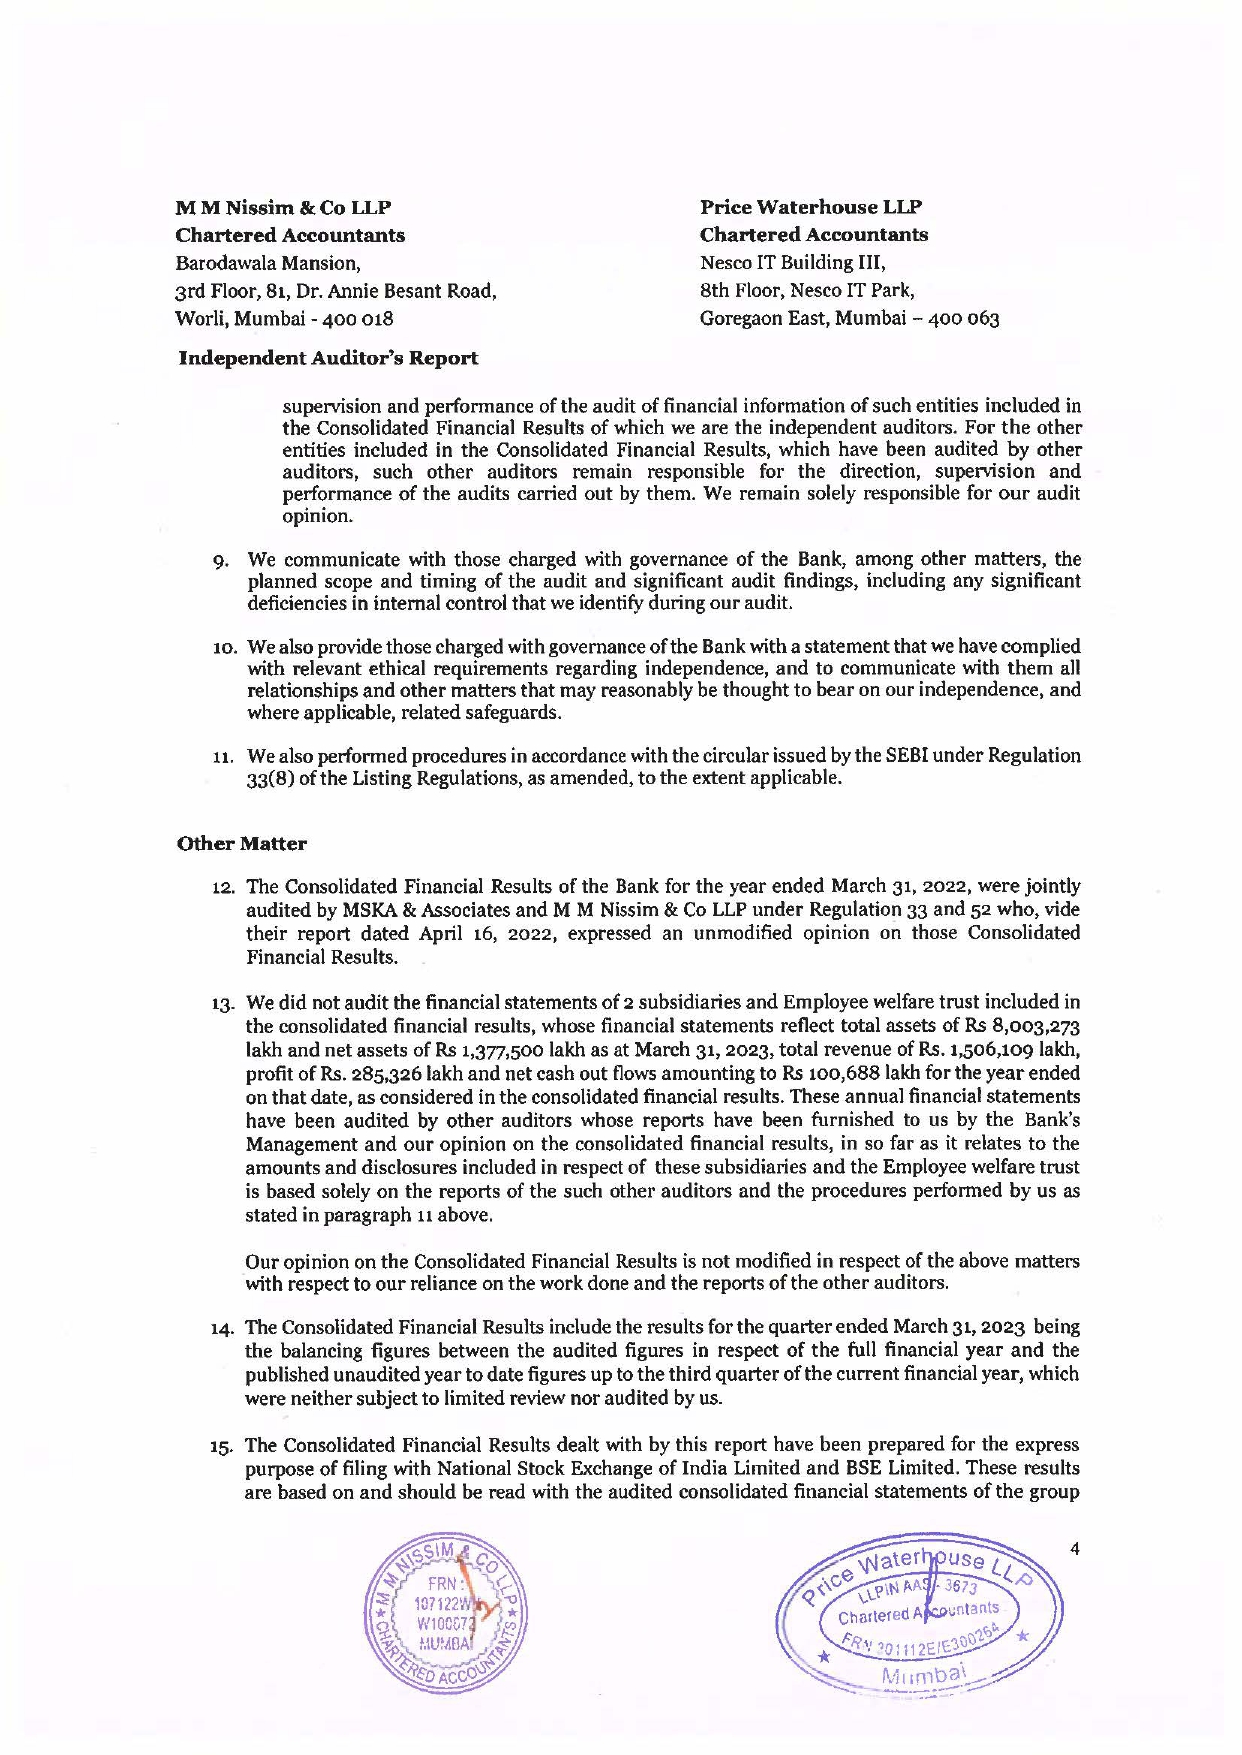 M M Nissim & Co LLP
Chartered Accountants
Barodawala Mansion,
3rd Floor, 81, Dr. Annie Besant Road,
Worli, Mumbai - 400 018
Price Waterhouse LLP
Chartered Accountants
Nesco IT Building III,
8th Floor, Nesco IT Park,
Goregaon East, Mumbai – 400 063
Independent Auditor's Report
supervision and performance of the audit of financial information of such entities included in
the Consolidated Financial Results of which we are the independent auditors. For the other
entities included in the Consolidated Financial Results, which have been audited by other
auditors, such other auditors remain responsible for the direction, supervision and
performance of the audits carried out by them. We remain solely responsible for our audit
opinion.
9. We communicate with those charged with governance of the Bank, among other matters, the
planned scope and timing of the audit and significant audit findings, including any significant
deficiencies in internal control that we identify during our audit.
10. We also provide those charged with governance of the Bank with a statement that we have complied
with relevant ethical requirements regarding independence, and to communicate with them all
relationships and other matters that may reasonably be thought to bear on our independence, and
where applicable, related safeguards.
11. We also performed procedures in accordance with the circular issued by the SEBI under Regulation
33(8) of the Listing Regulations, as amended, to the extent applicable.
Other Matter
12. The Consolidated Financial Results of the Bank for the year ended March 31, 2022, were jointly
audited by MSKA & Associates and M M Nissim & Co LLP under Regulation 33 and 52 who, vide
their report dated April 16, 2022, expressed an unmodified opinion on those Consolidated
Financial Results.
13. We did not audit the financial statements of 2 subsidiaries and Employee welfare trust included in
the consolidated financial results, whose financial statements reflect total assets of Rs 8,003,273
lakh and net assets of Rs 1,377,500 lakh as at March 31, 2023, total revenue of Rs. 1,506,109 lakh,
profit of Rs. 285,326 lakh and net cash out flows amounting to Rs 100,688 lakh for the year ended
on that date, as considered in the consolidated financial results. These annual financial statements
have been audited by other auditors whose reports have been furnished to us by the Bank's
Management and our opinion on the consolidated financial results, in so far as it relates to the
amounts and disclosures included in respect of these subsidiaries and the Employee welfare trust
is based solely on the reports of the such other auditors and the procedures performed by us as
stated in paragraph 11 above.
Our opinion on the Consolidated Financial Results is not modified in respect of the above matters
with respect to our reliance on the work done and the reports of the other auditors.
14. The Consolidated Financial Results include the results for the quarter ended March 31, 2023 being
the balancing figures between the audited figures in respect of the full financial year and the
published unaudited year to date figures up to the third quarter of the current financial year, which
were neither subject to limited review nor audited by us.
15. The Consolidated Financial Results dealt with by this report have been prepared for the express
purpose of filing with National Stock Exchange of India Limited and BSE Limited. These results
are based on and should be read with the audited consolidated financial statements of the group
4
M M NISSIM & CO LLP
FRN:
107122W
MUMBAI
CHARTERED ACCOUNTANTS
Price Waterhouse LLP
LLPIN AAS - 3673
Chartered Accountants
FRN 301112E/E300264
Mumbai